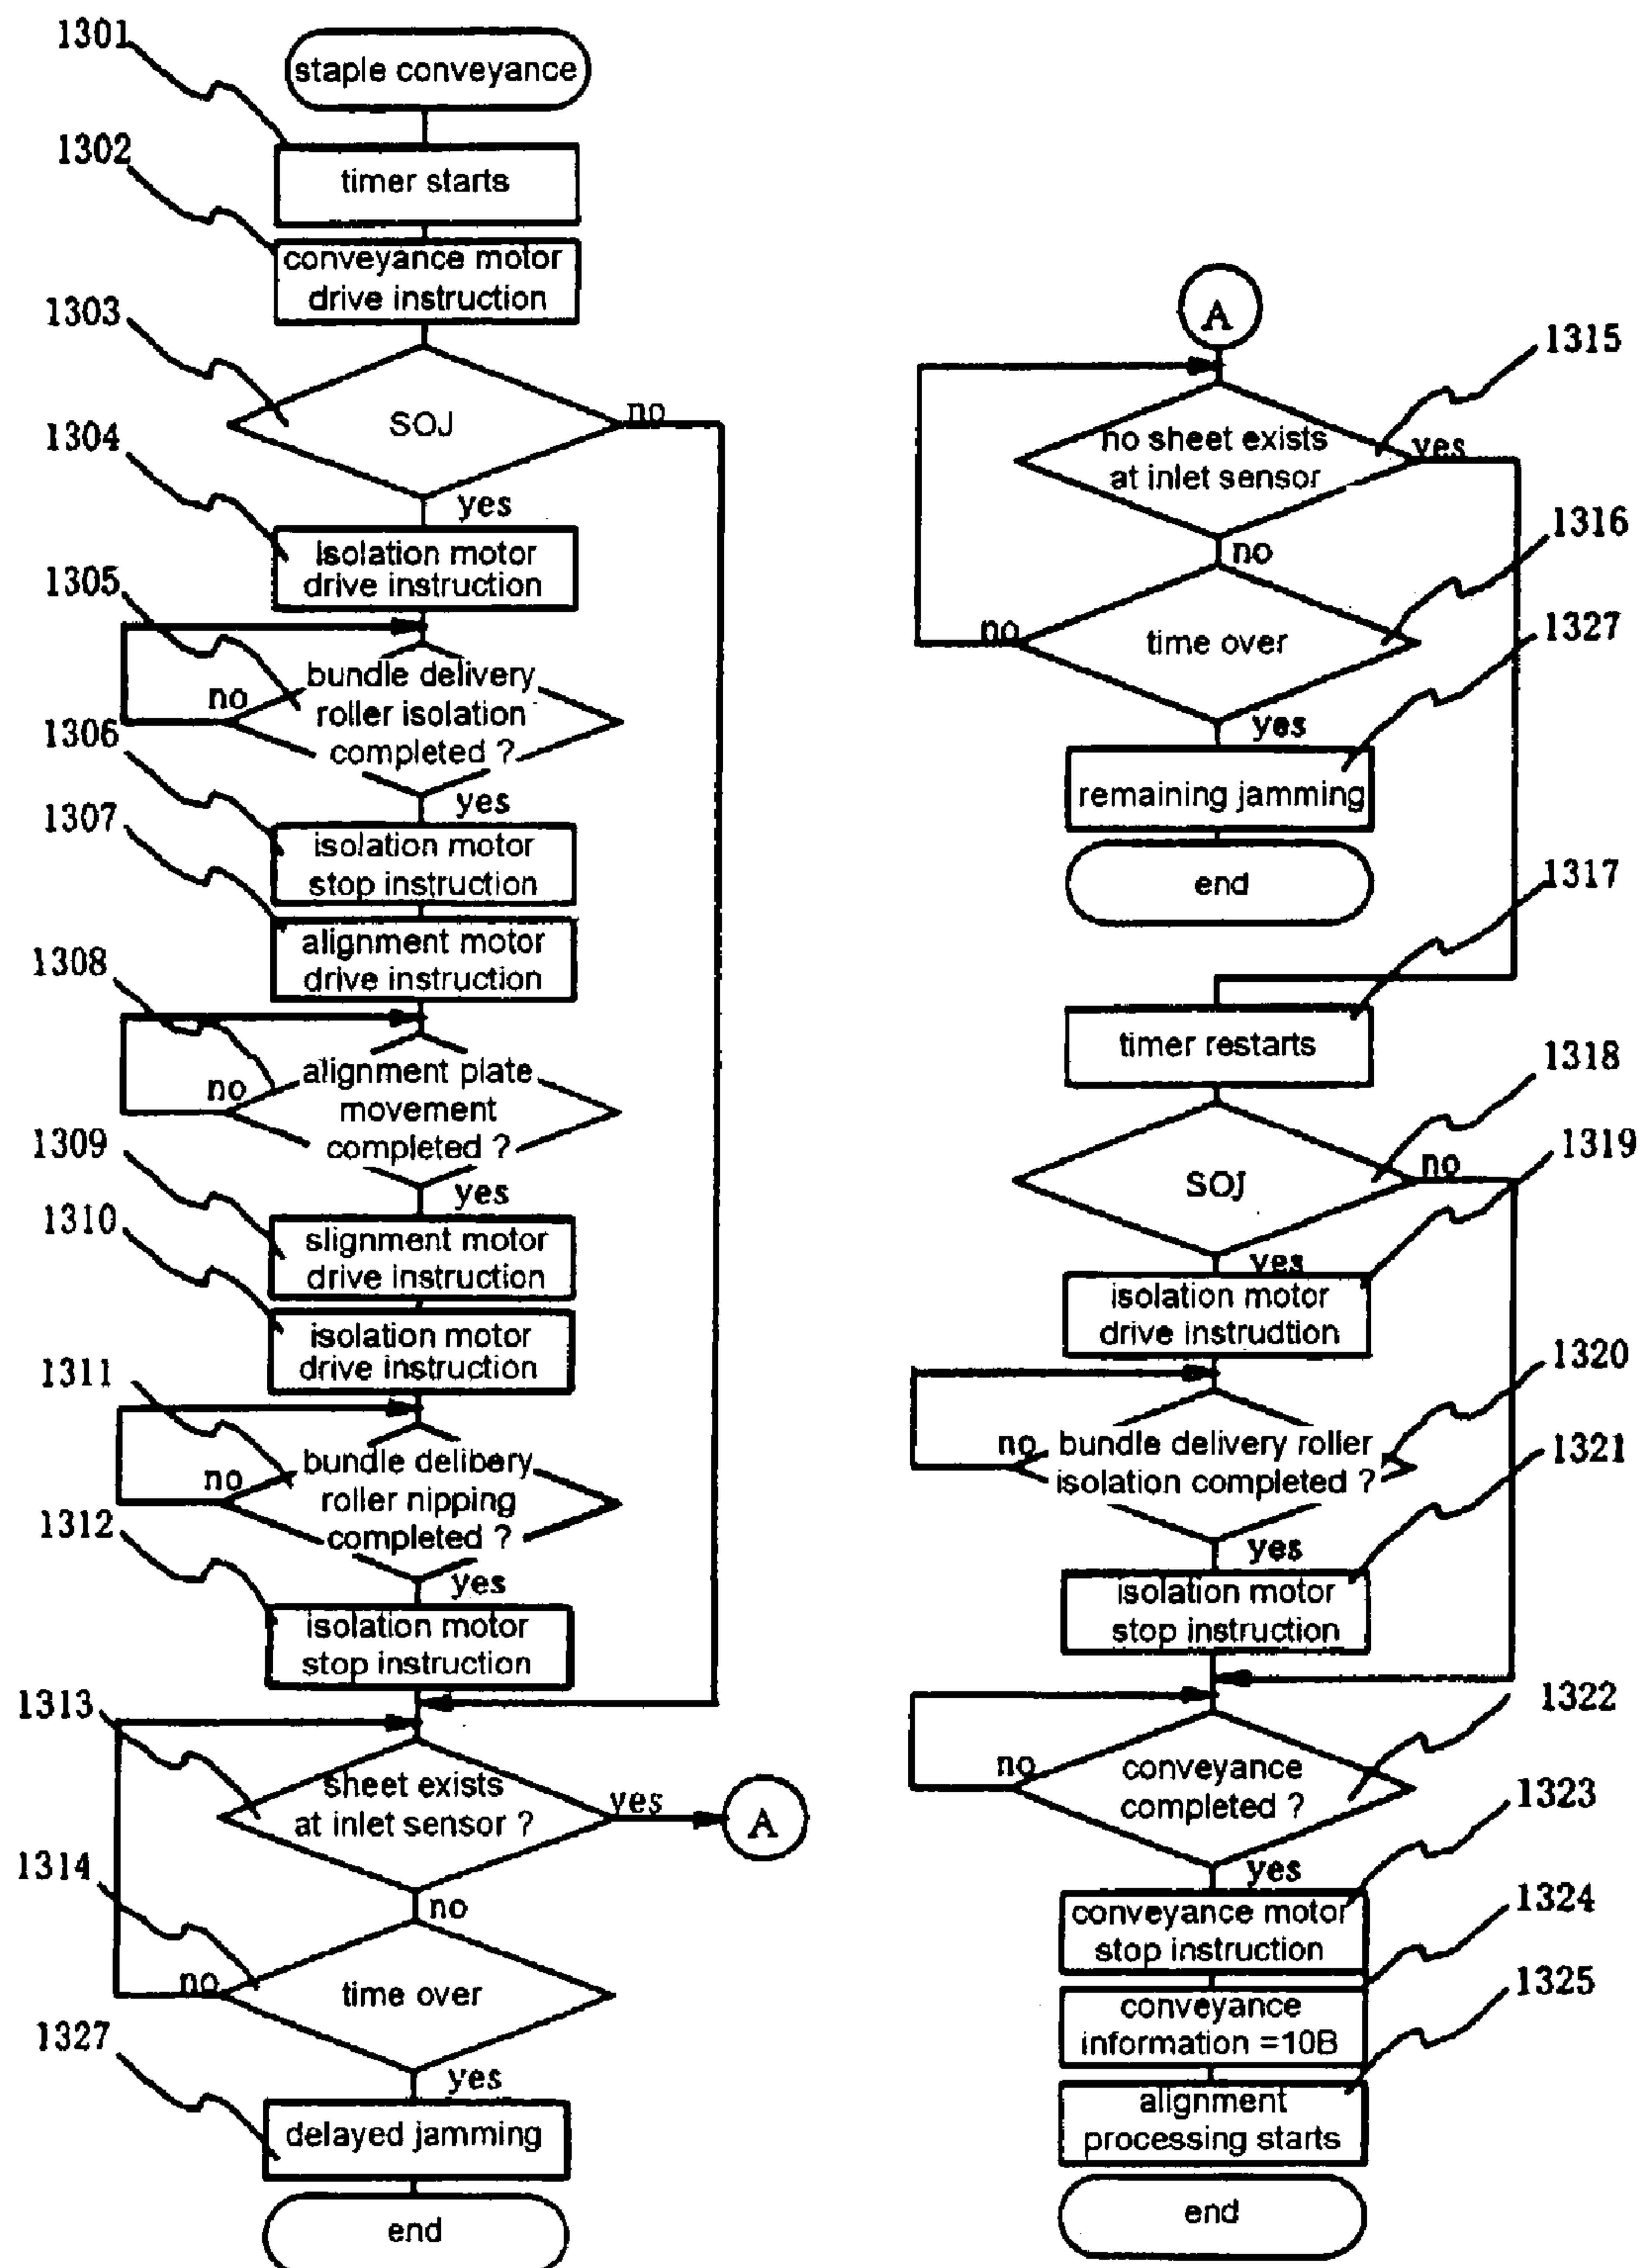 1301
staple conveyance
timer starts
1302
conveyance motor
drive instruction
1303
SOJ
no
yes
1304
isolation motor
drive instruction
1305
bundle delivery
roller isolation
completed ?
no
yes
1306
isolation motor
stop instruction
1307
alignment motor
drive instruction
1308
alignment plate
movement
completed ?
no
yes
1309
slignment motor
drive instruction
1310
isolation motor
drive instruction
1311
bundle delibery
roller nipping
completed ?
no
yes
1312
isolation motor
stop instruction
1313
sheet exists
at inlet sensor ?
yes
A
no
1314
time over
no
yes
1327
delayed jamming
end
A
1315
no sheet exists
at inlet sensor
yes
no
1316
time over
no
yes
1327
remaining jamming
end
1317
timer restarts
1318
SOJ
no
yes
1319
isolation motor
drive instrudtion
1320
bundle delivery roller
isolation completed ?
no
yes
1321
isolation motor
stop instruction
1322
conveyance
completed ?
no
yes
1323
conveyance motor
stop instruction
1324
conveyance
information =10B
1325
alignment
processing starts
end